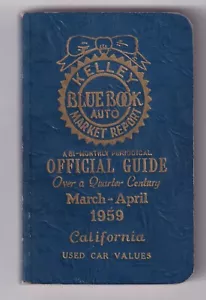 KELLEY
BLUE BOOK
AUTO
MARKET REPORT
A BI-MONTHLY PERIODICAL
OFFICIAL GUIDE
Over a Quarter Century
March-April
1959
California
USED CAR VALUES